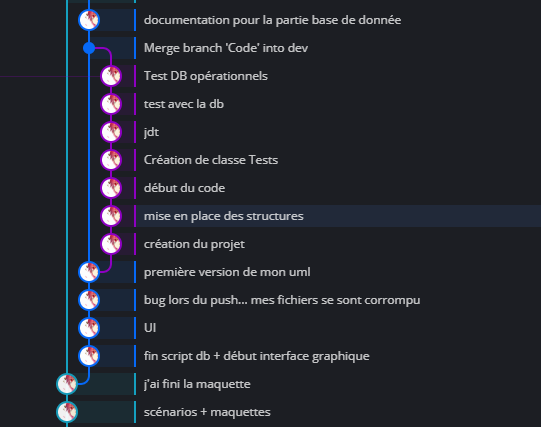 documentation pour la partie base de donnée
Merge branch 'Code' into dev
Test DB opérationnels
test avec la db
jdt
Création de classe Tests
début du code
mise en place des structures
création du projet
première version de mon uml
bug lors du push... mes fichiers se sont corrompu
UI
fin script db + début interface graphique
j'ai fini la maquette
scénarios + maquettes